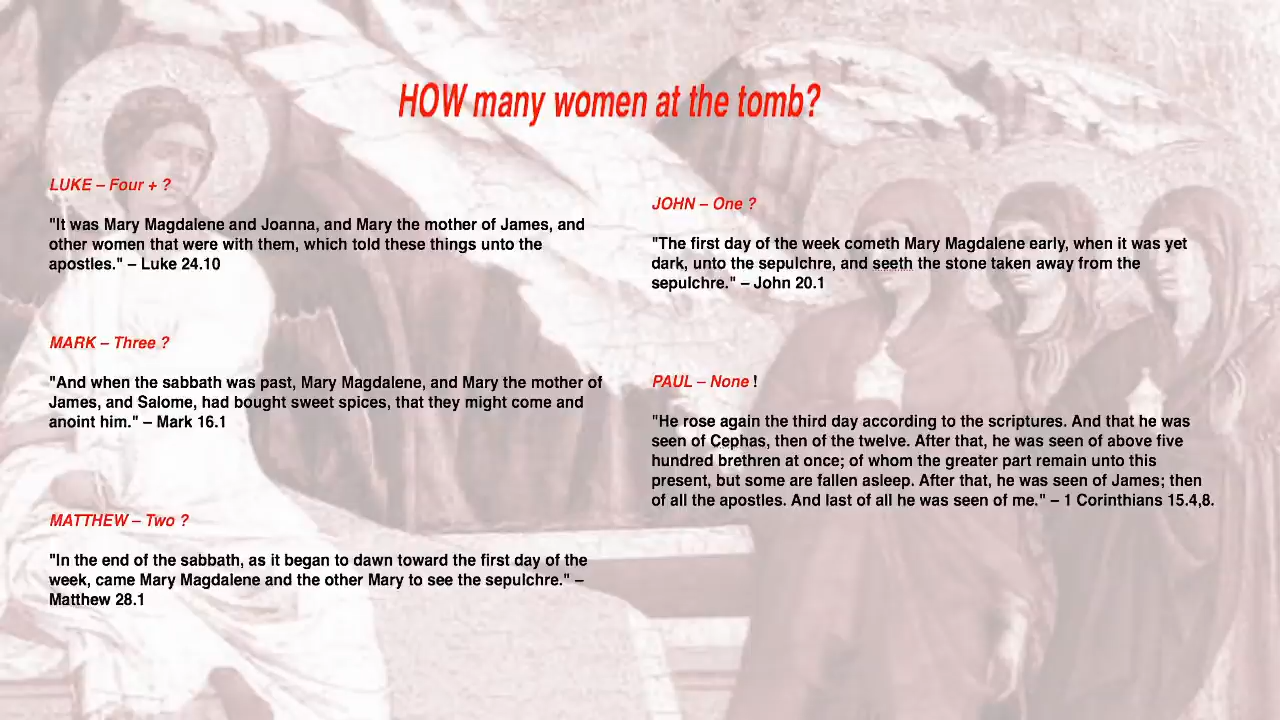 HOW many women at the tomb?
LUKE – Four + ?
"It was Mary Magdalene and Joanna, and Mary the mother of James, and
other women that were with them, which told these things unto the
apostles." – Luke 24.10
MARK – Three ?
"And when the sabbath was past, Mary Magdalene, and Mary the mother of
James, and Salome, had bought sweet spices, that they might come and
anoint him." – Mark 16.1
MATTHEW – Two ?
"In the end of the sabbath, as it began to dawn toward the first day of the
week, came Mary Magdalene and the other Mary to see the sepulchre." –
Matthew 28.1
JOHN – One ?
"The first day of the week cometh Mary Magdalene early, when it was yet
dark, unto the sepulchre, and seeth the stone taken away from the
sepulchre." – John 20.1
PAUL – None !
"He rose again the third day according to the scriptures. And that he was
seen of Cephas, then of the twelve. After that, he was seen of above five
hundred brethren at once; of whom the greater part remain unto this
present, but some are fallen asleep. After that, he was seen of James; then
of all the apostles. And last of all he was seen of me." – 1 Corinthians 15.4,8.